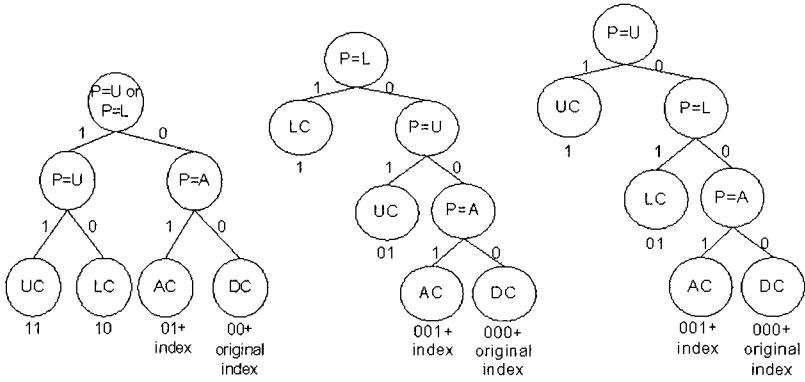 P=U or
P=L
1 0
P=U P=A
1 0 1 0
UC LC AC DC
11 10 01+ 00+
index original
index
P=L
1 0
LC P=U
1
1 0
UC P=A
01
1 0
AC DC
001+ 000+
index original
index
P=U
1 0
UC P=L
1
1 0
LC P=A
01
1 0
AC DC
001+ 000+
index original
index